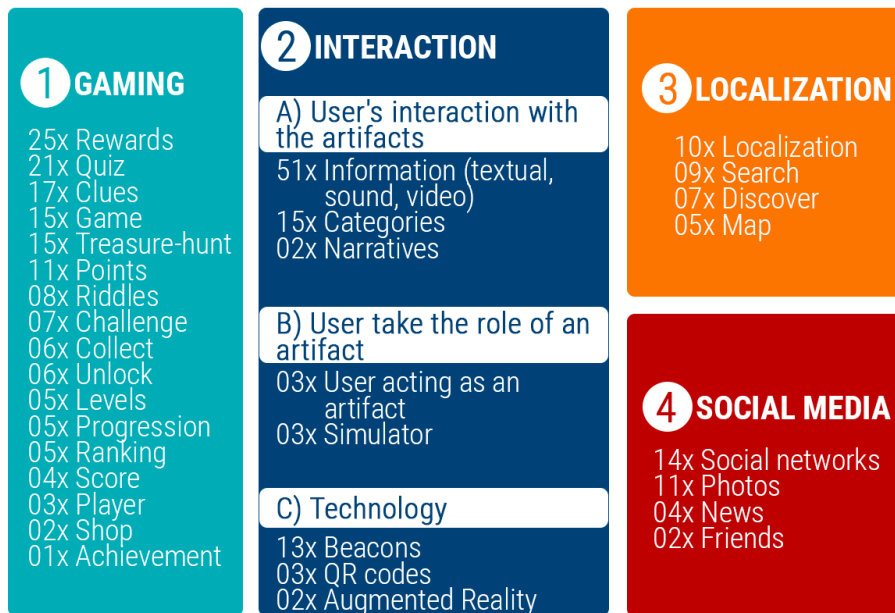 1 GAMING
25x Rewards
21x Quiz
17x Clues
15x Game
15x Treasure-hunt
11x Points
08x Riddles
07x Challenge
06x Collect
06x Unlock
05x Levels
05x Progression
05x Ranking
04x Score
03x Player
02x Shop
01x Achievement
2 INTERACTION
A) User's interaction with
the artifacts
51x Information (textual,
sound, video)
15x Categories
02x Narratives
B) User take the role of an
artifact
03x User acting as an
artifact
03x Simulator
C) Technology
13x Beacons
03x QR codes
02x Augmented Reality
3 LOCALIZATION
10x Localization
09x Search
07x Discover
05x Map
4 SOCIAL MEDIA
14x Social networks
11x Photos
04x News
02x Friends